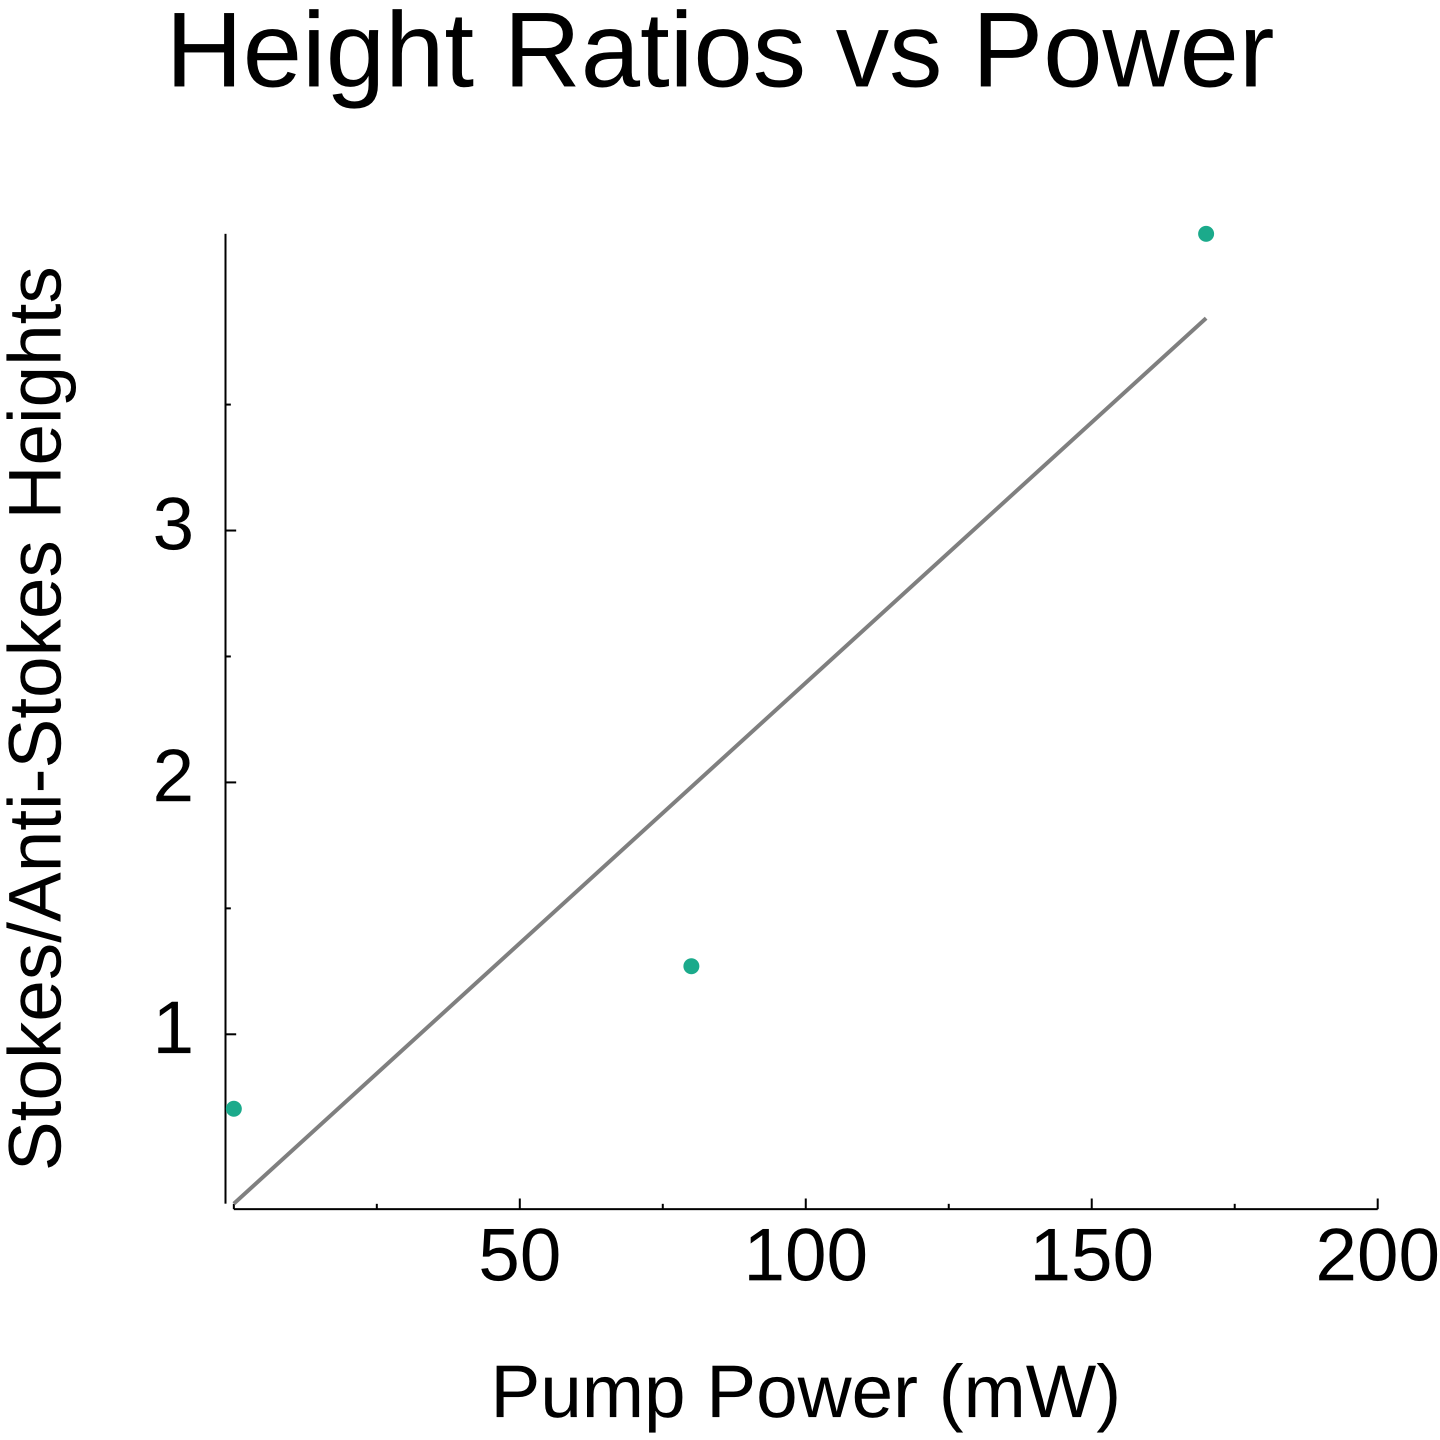 Height Ratios vs Power
Stokes/Anti-Stokes Heights
3
2
1
50 100 150 200
Pump Power (mW)